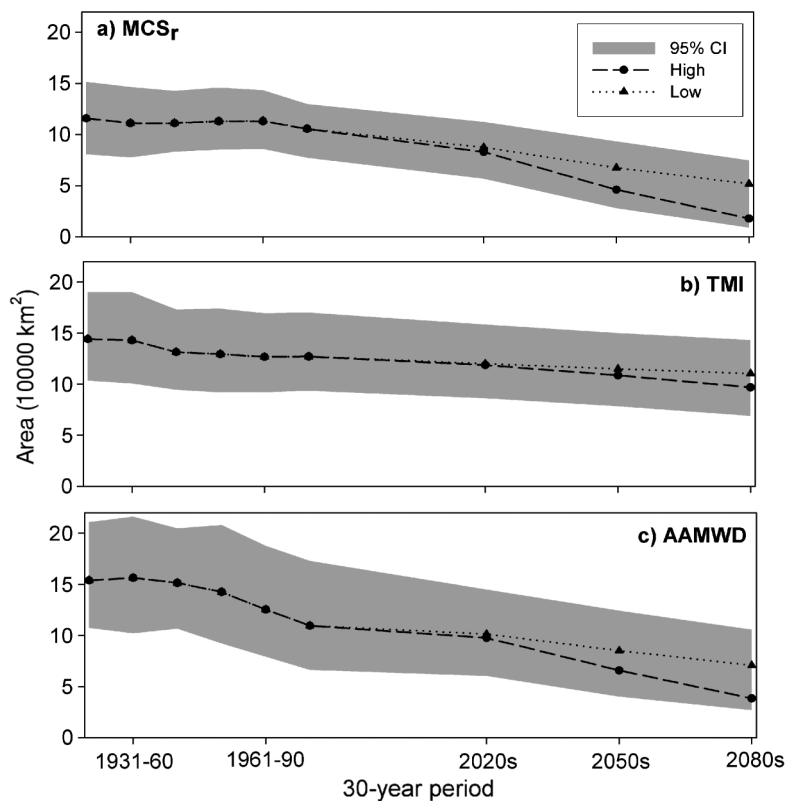 a) MCSr
95% CI
High
Low
20
15
10
5
0
b) TMI
20
15
10
5
0
Area (10000 km²)
c) AAMWD
20
15
10
5
0
1931-60
1961-90
2020s
2050s
2080s
30-year period